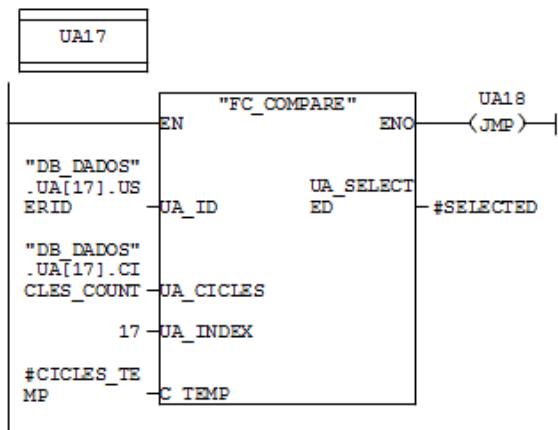 UA17
"FC_COMPARE"
UA18
EN
ENO
(JMP)
"DB_DADOS"
.UA[17].US
ERID
UA_ID
UA_SELECT
ED
#SELECTED
"DB_DADOS"
.UA[17].CI
CLES_COUNT
UA_CICLES
17
UA_INDEX
#CICLES_TE
MP
C_TEMP